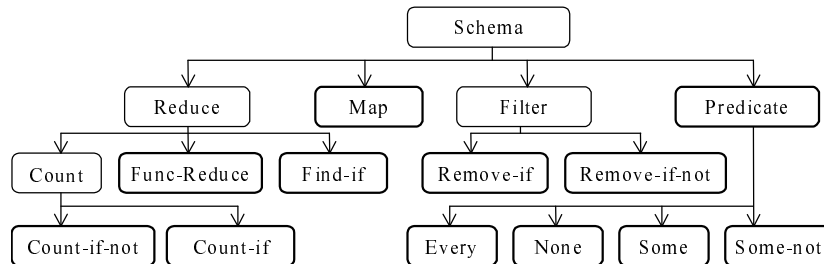 Schema
Reduce
Map
Filter
Predicate
Count
Func-Reduce
Find-if
Remove-if
Remove-if-not
Count-if-not
Count-if
Every
None
Some
Some-not